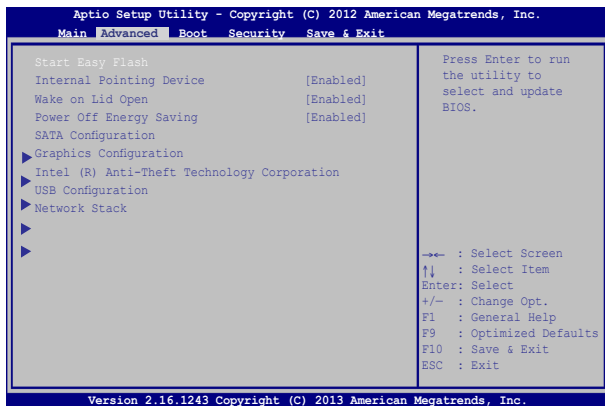 Aptio Setup Utility - Copyright (C) 2012 American Megatrends, Inc.
Main Advanced Boot Security Save & Exit
Start Easy Flash
Internal Pointing Device [Enabled]
Wake on Lid Open [Enabled]
Power Off Energy Saving [Enabled]
SATA Configuration
Graphics Configuration
Intel (R) Anti-Theft Technology Corporation
USB Configuration
Network Stack
Press Enter to run
the utility to
select and update
BIOS.
→← : Select Screen
↑↓ : Select Item
Enter: Select
+/— : Change Opt.
F1 : General Help
F9 : Optimized Defaults
F10 : Save & Exit
ESC : Exit
Version 2.16.1243 Copyright (C) 2013 American Megatrends, Inc.